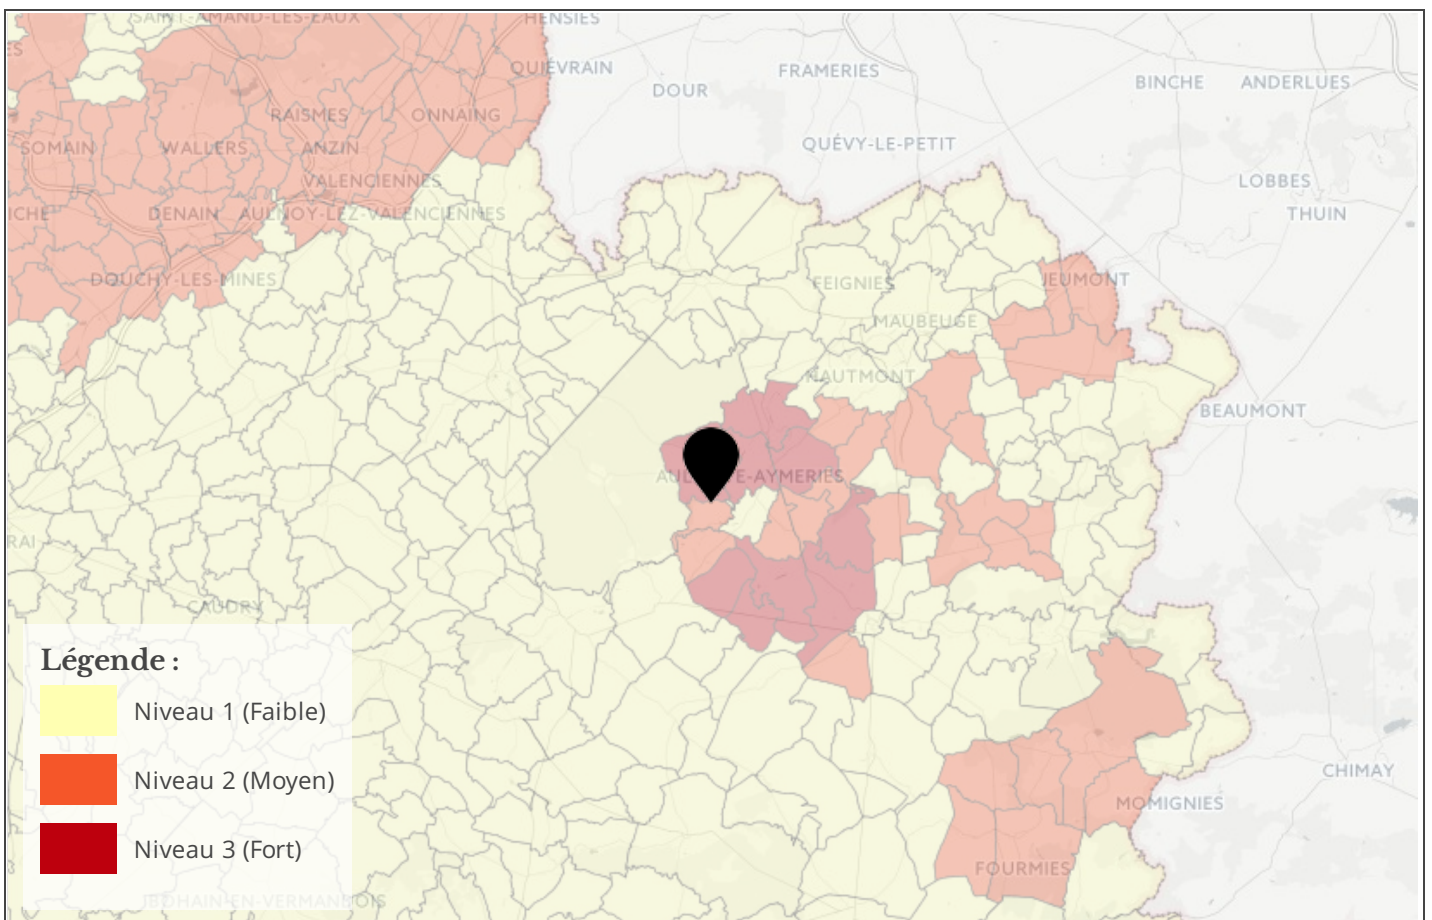 SAINT-AMAND-LES-EAUX
HENSIES
QUIÉVRAIN
FRAMERIES
DOUR
BINCHE
ANDERLUES
RAISMES
ONNAING
SOMAIN
WALLERS
ANZIN
QUÉVY-LE-PETIT
VALENCIENNES
LOBBES
DENAIN
AULNOY-LEZ-VALENCIENNES
THUIN
DOUCHY-LES-MINES
FEIGNIES
JEUMONT
MAUBEUGE
HAUTMONT
BEAUMONT
CAUDRY
Légende :
Niveau 1 (Faible)
Niveau 2 (Moyen)
Niveau 3 (Fort)
CHIMAY
MOMIGNIES
FOURMIES
BOHAIN-EN-VERMANDOIS